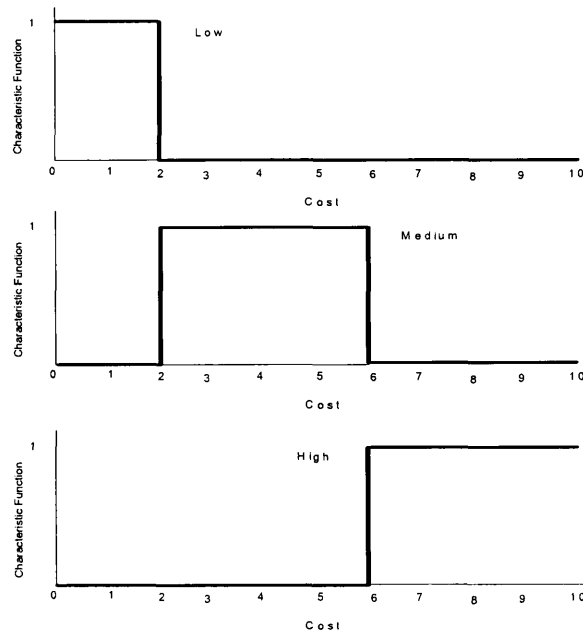 1
Low
Characteristic Function
0 1 2 3 4 5 6 7 8 9 10
Cost
1
Medium
Characteristic Function
0 1 2 3 4 5 6 7 8 9 10
Cost
1
High
Characteristic Function
0 1 2 3 4 5 6 7 8 9 10
Cost